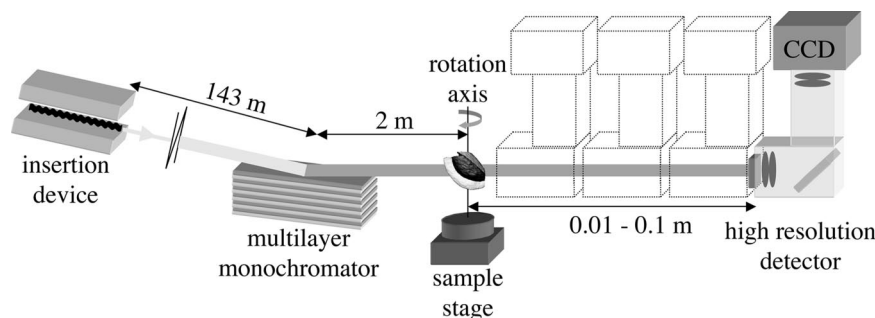 CCD
rotation
axis
143 m
2 m
insertion
device
0.01 - 0.1 m
multilayer
monochromator
high resolution
detector
sample
stage